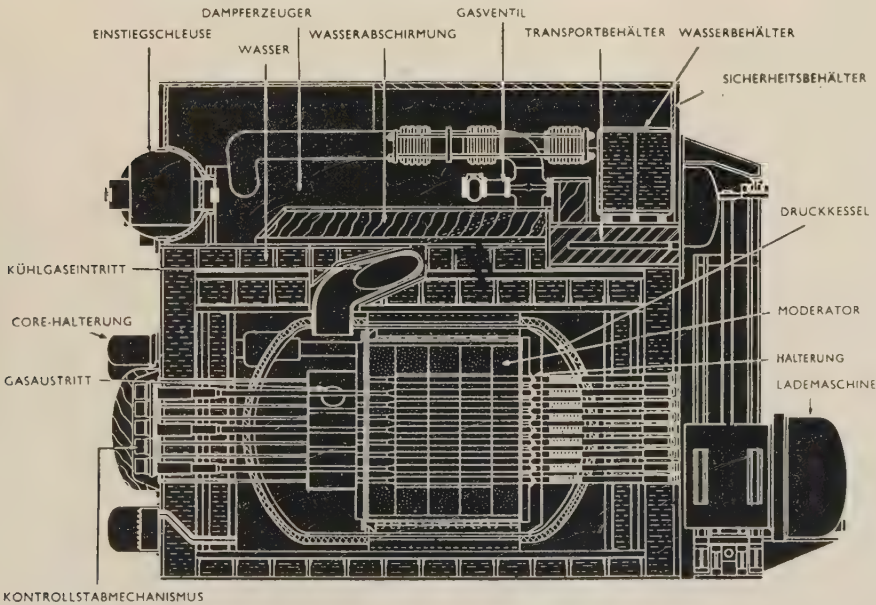 DAMPFERZEUGER
GASVENTIL
EINSTIEGSCHLEUSE
WASSER
WASSERABSCHIRMUNG
TRANSPORTBEHÄLTER
WASSERBEHÄLTER
SICHERHEITSBEHÄLTER
DRUCKKESSEL
KÜHLGASEINTRITT
MODERATOR
CORE-HALTERUNG
HALTERUNG
GASAUSTRITT
LADEMASCHINE
KONTROLLSTABMECHANISMUS